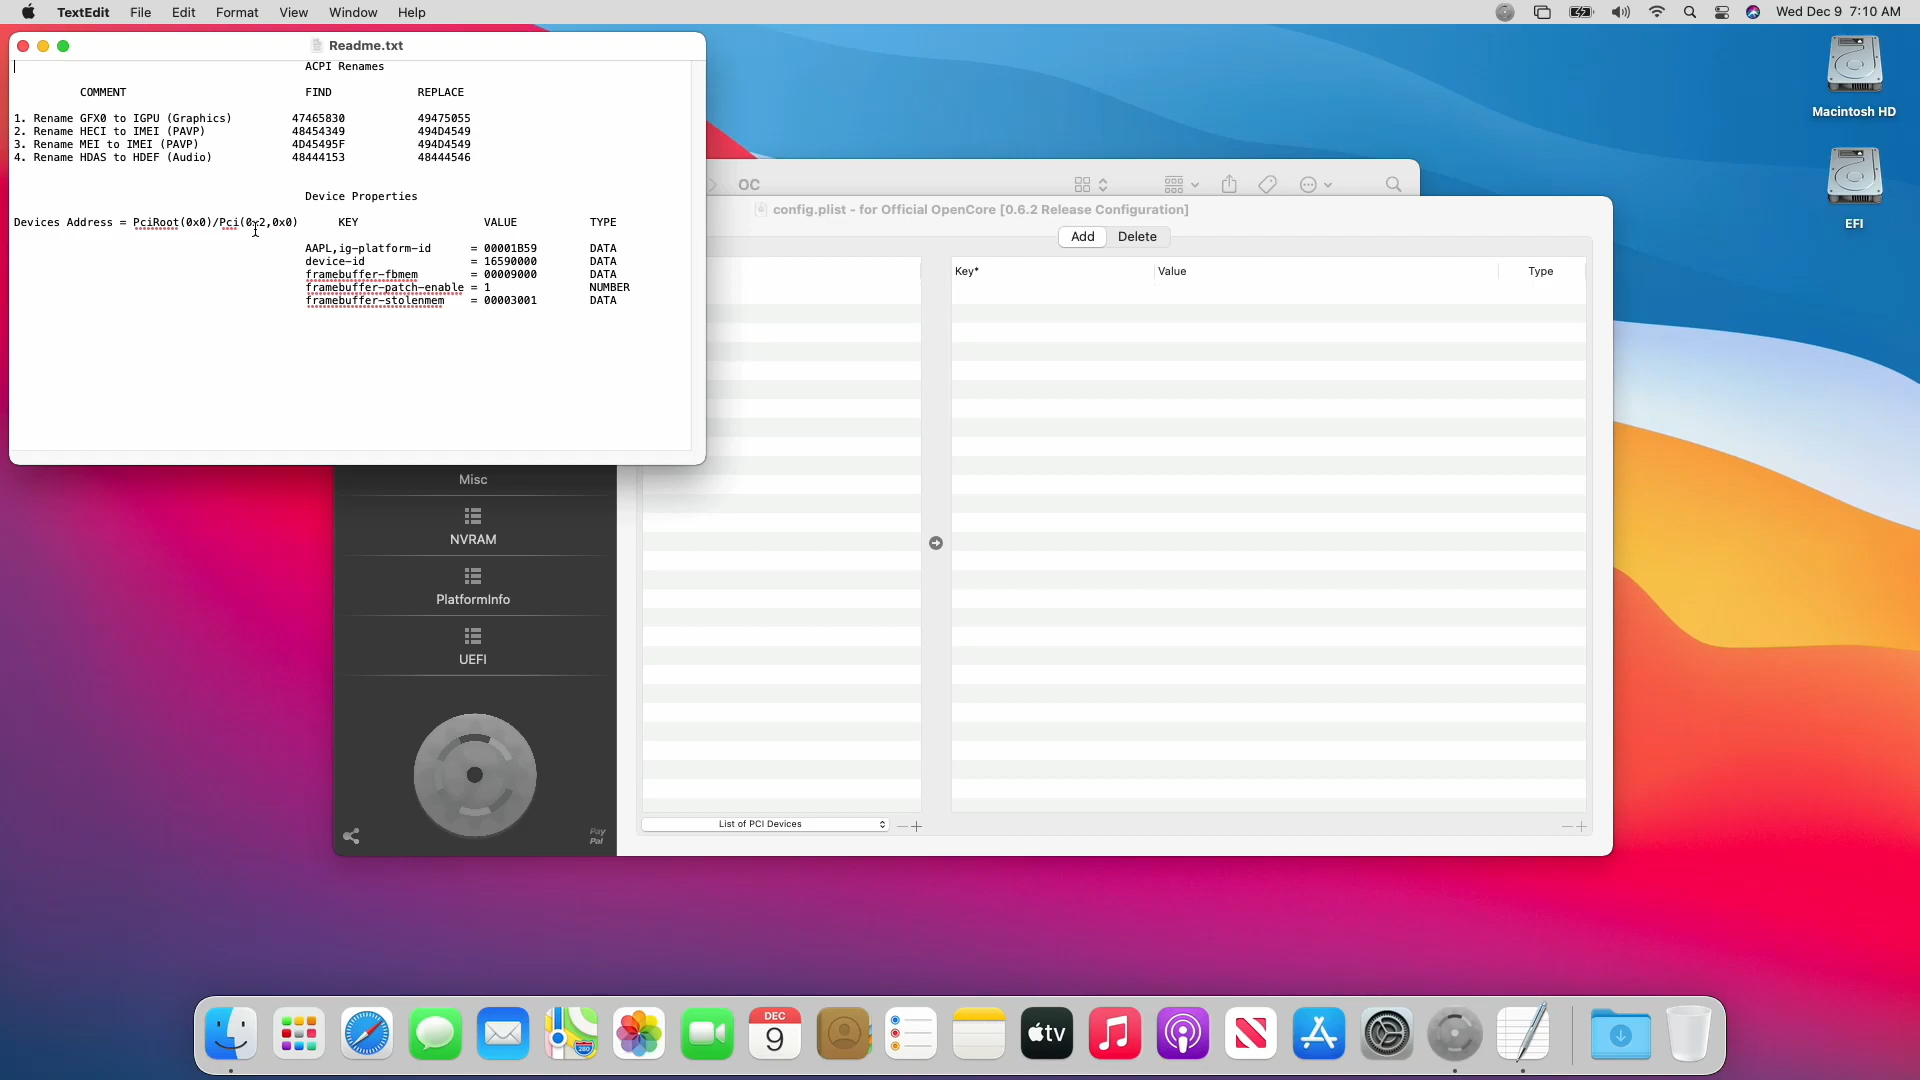 TextEdit File Edit Format View Window Help
Wed Dec 9 7:10 AM
Readme.txt
ACPI Renames
COMMENT FIND REPLACE
1. Rename GFX0 to IGPU (Graphics) 47465830 49475055
2. Rename HECI to IMEI (PAVP) 48454349 494D4549
3. Rename MEI to IMEI (PAVP) 4D45495F 494D4549
4. Rename HDAS to HDEF (Audio) 48444153 48444546
Device Properties
Devices Address = PciRoot(0x0)/Pci(0x2,0x0) KEY VALUE TYPE
AAPL,ig-platform-id = 00001B59 DATA
device-id = 16590000 DATA
framebuffer-fbmem = 00009000 DATA
framebuffer-patch-enable = 1 NUMBER
framebuffer-stolenmem = 00003001 DATA
OC
config.plist - for Official OpenCore [0.6.2 Release Configuration]
Add Delete
Key* Value Type
Misc
NVRAM
PlatformInfo
UEFI
Pay
Pal
List of PCI Devices
Macintosh HD
EFI
280
DEC
9
tv